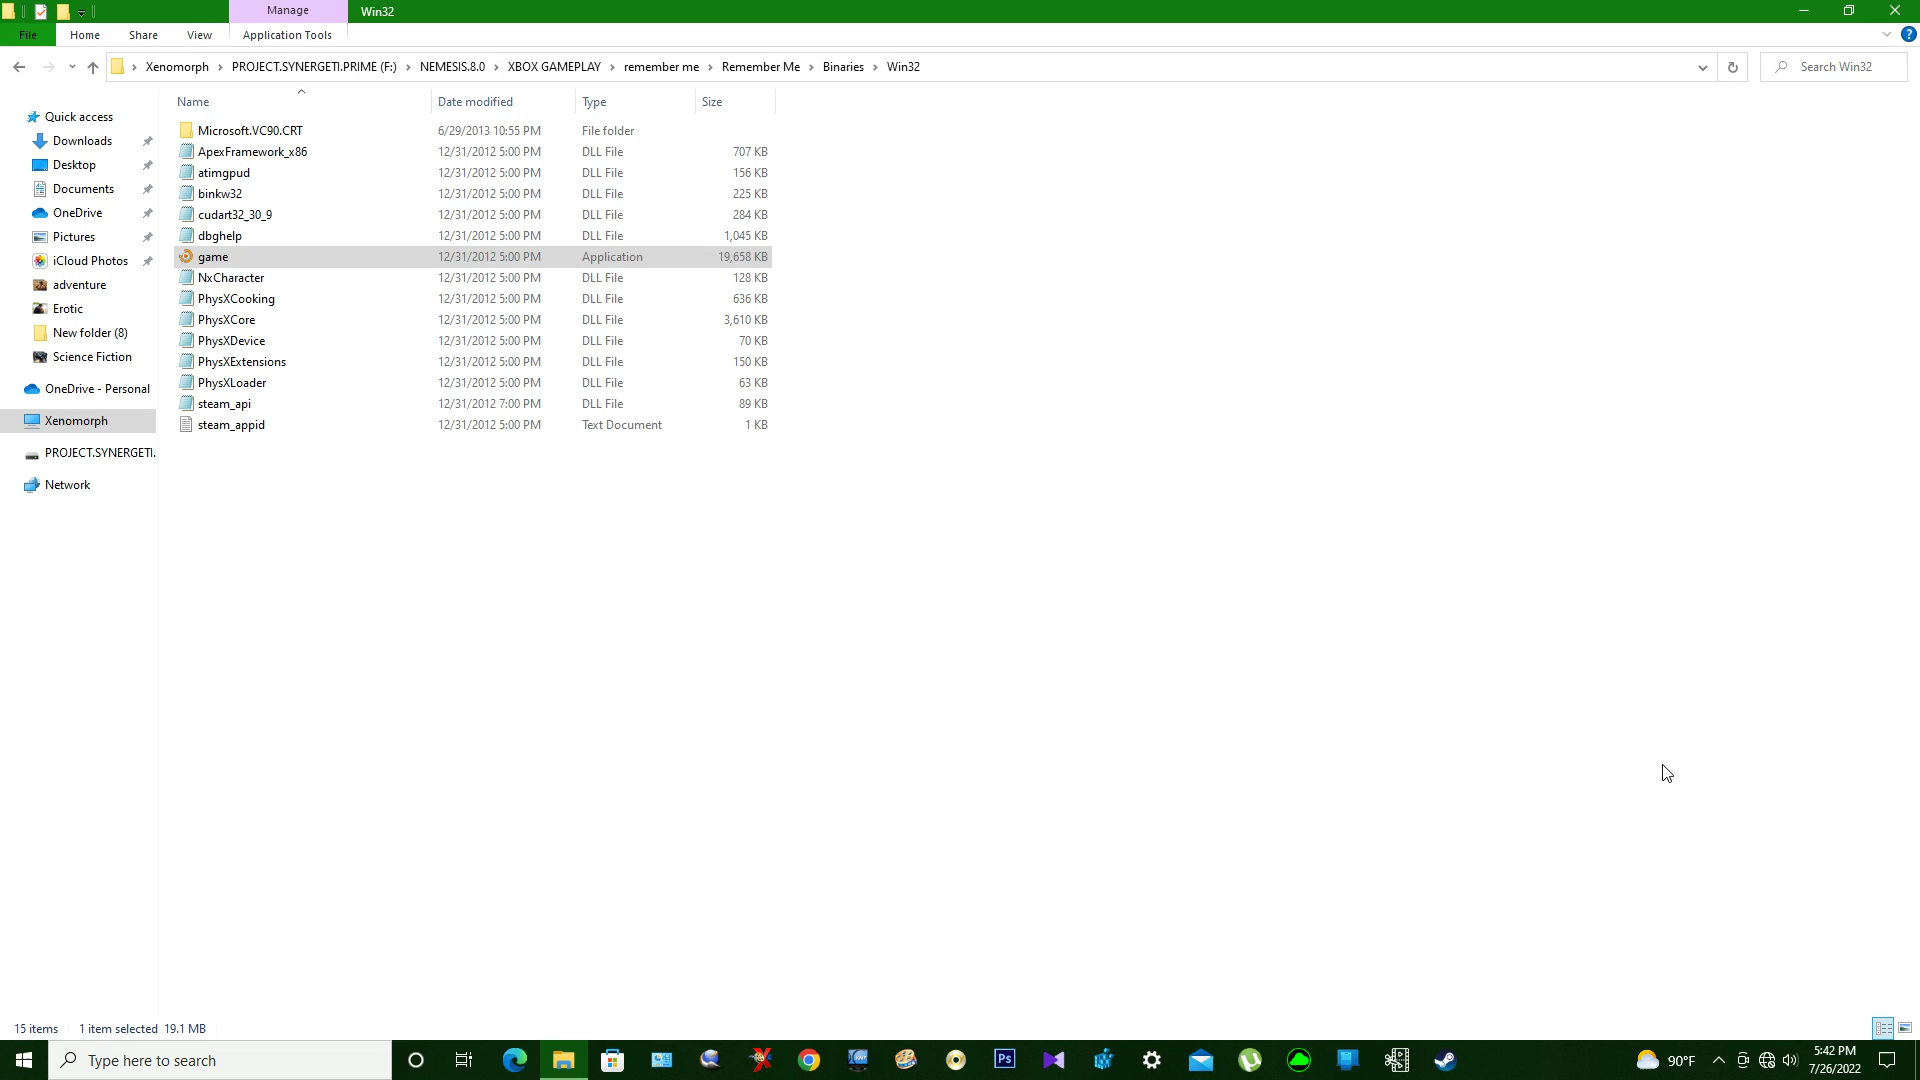 Manage
Win32
File
Home
Share
View
Application Tools
?
Xenomorph
PROJECT.SYNERGETI.PRIME (F:)
NEMESIS.8.0
XBOX GAMEPLAY
remember me
Remember Me
Binaries
Win32
Search Win32
Name Date modified Type Size
Quick access
Downloads
Desktop
Documents
OneDrive
Pictures
iCloud Photos
adventure
Erotic
New folder (8)
Science Fiction
OneDrive - Personal
Xenomorph
PROJECT.SYNERGETI.
Network
Microsoft.VC90.CRT 6/29/2013 10:55 PM File folder
ApexFramework_x86 12/31/2012 5:00 PM DLL File 707 KB
atimgpud 12/31/2012 5:00 PM DLL File 156 KB
binkw32 12/31/2012 5:00 PM DLL File 225 KB
cudart32_30_9 12/31/2012 5:00 PM DLL File 284 KB
dbghelp 12/31/2012 5:00 PM DLL File 1,045 KB
game 12/31/2012 5:00 PM Application 19,658 KB
NxCharacter 12/31/2012 5:00 PM DLL File 128 KB
PhysXCooking 12/31/2012 5:00 PM DLL File 636 KB
PhysXCore 12/31/2012 5:00 PM DLL File 3,610 KB
PhysXDevice 12/31/2012 5:00 PM DLL File 70 KB
PhysXExtensions 12/31/2012 5:00 PM DLL File 150 KB
PhysXLoader 12/31/2012 5:00 PM DLL File 63 KB
steam_api 12/31/2012 7:00 PM DLL File 89 KB
steam_appid 12/31/2012 5:00 PM Text Document 1 KB
15 items 1 item selected 19.1 MB
Type here to search
Ps
90°F
5:42 PM
7/26/2022